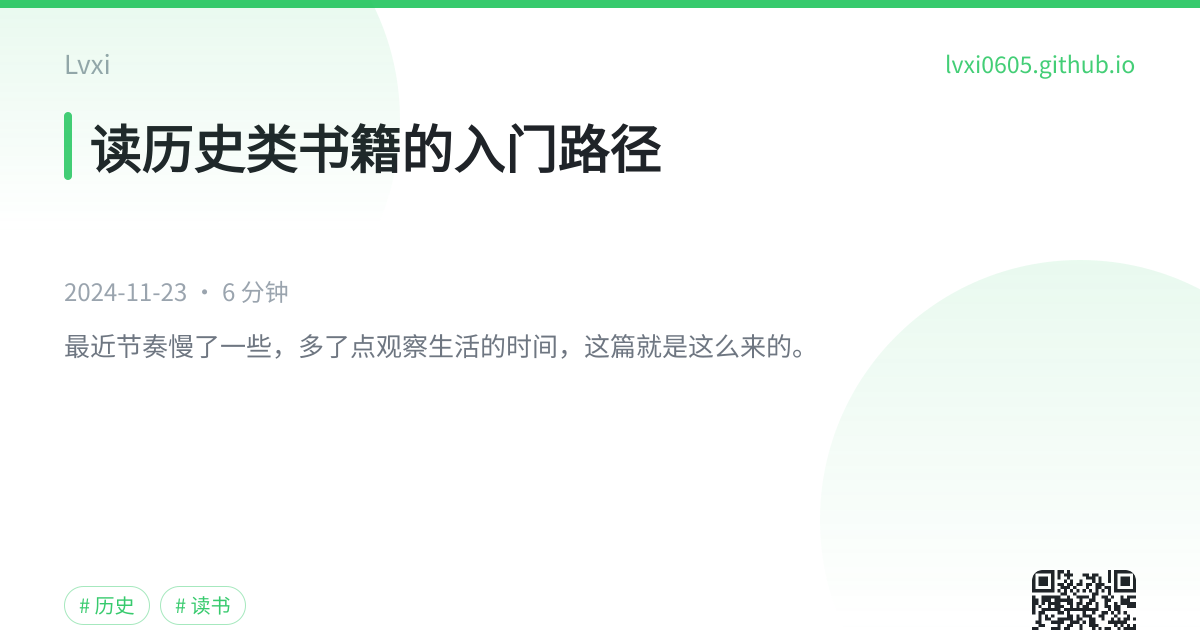 Lvxi
lvxi0605.github.io
读历史类书籍的入门路径
2024-11-23 · 6 分钟
最近节奏慢了一些，多了点观察生活的时间，这篇就是这么来的。
# 历史
# 读书